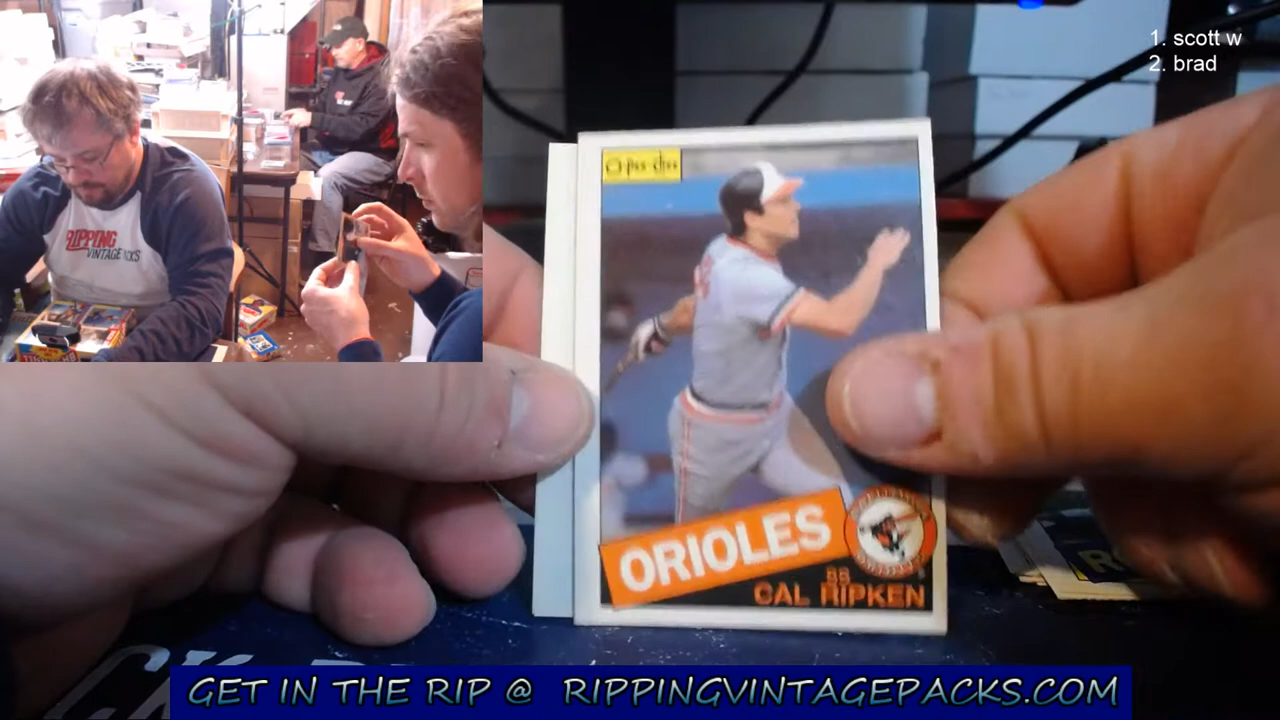 1. scott w
2. brad
RIPPING
VINTAGE PACKS
O-pee-chee
ORIOLES
SS
CAL RIPKEN
GET IN THE RIP @ RIPPINGVINTAGEPACKS.COM